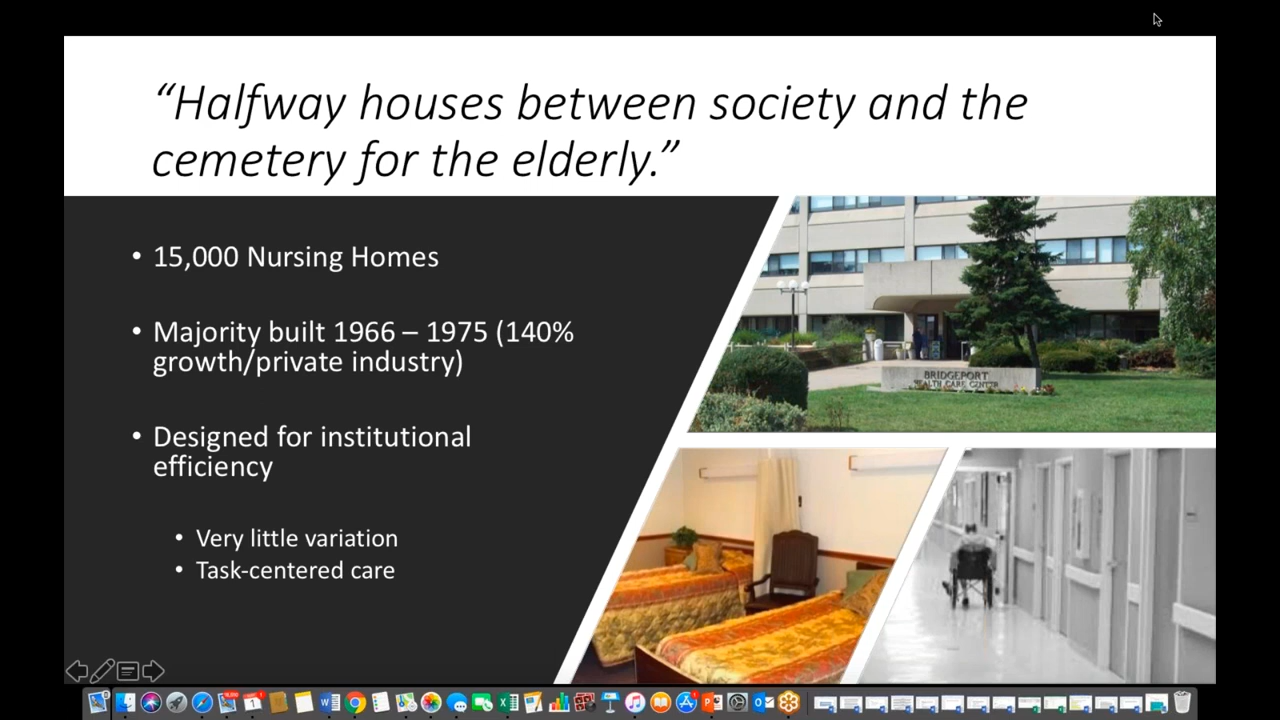 “Halfway houses between society and the
cemetery for the elderly.”
• 15,000 Nursing Homes
• Majority built 1966 – 1975 (140%
growth/private industry)
• Designed for institutional
efficiency
• Very little variation
• Task-centered care
BRIDGEPORT
HEALTH CARE CENTER